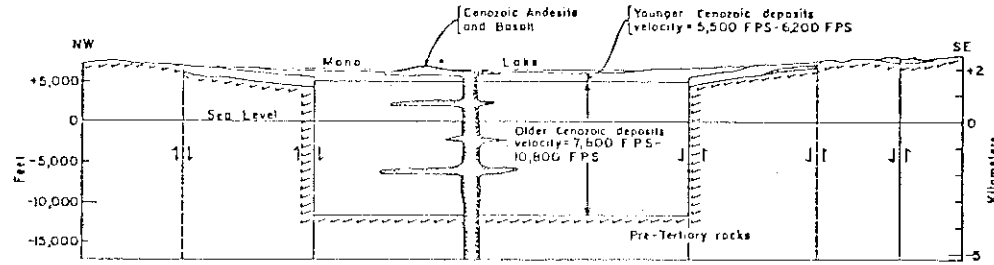 Cenozoic Andesite
and Basalt
Younger Cenozoic deposits
velocity = 5,500 FPS-6,200 FPS
NW
SE
Mono Lake
+5,000
0
-5,000
-10,000
-15,000
Feet
Sea Level
Older Cenozoic deposits
velocity = 7,800 FPS-
10,800 FPS
Pre-Tertiary rocks
+2
0
-5
Kilometers